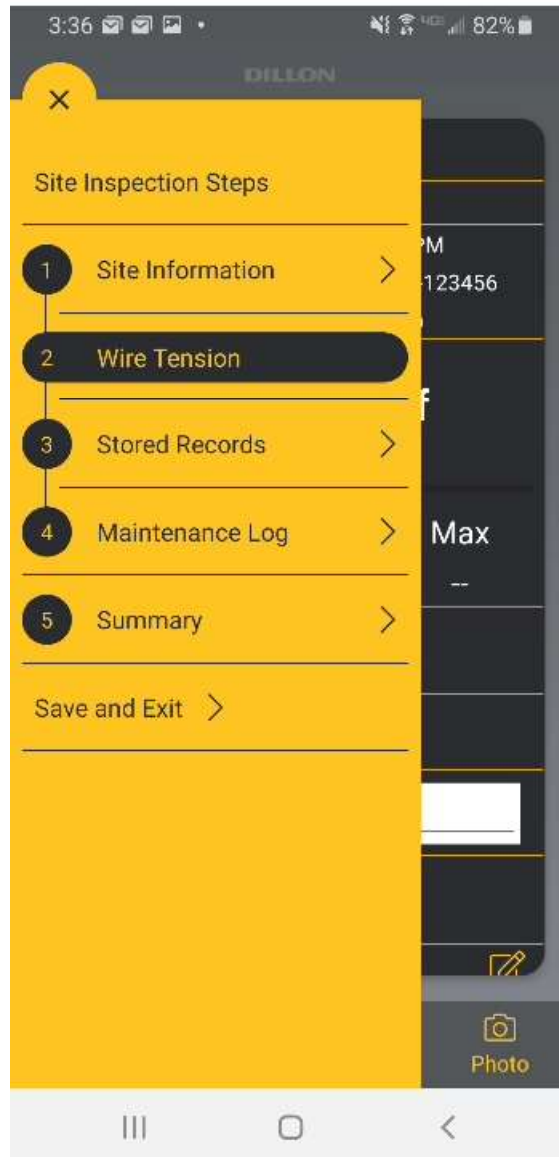 3:36 82%
DILLON
Site Inspection Steps
1 Site Information
2 Wire Tension
3 Stored Records
4 Maintenance Log
5 Summary
Save and Exit
PM
-123456
f
Max
--
Photo